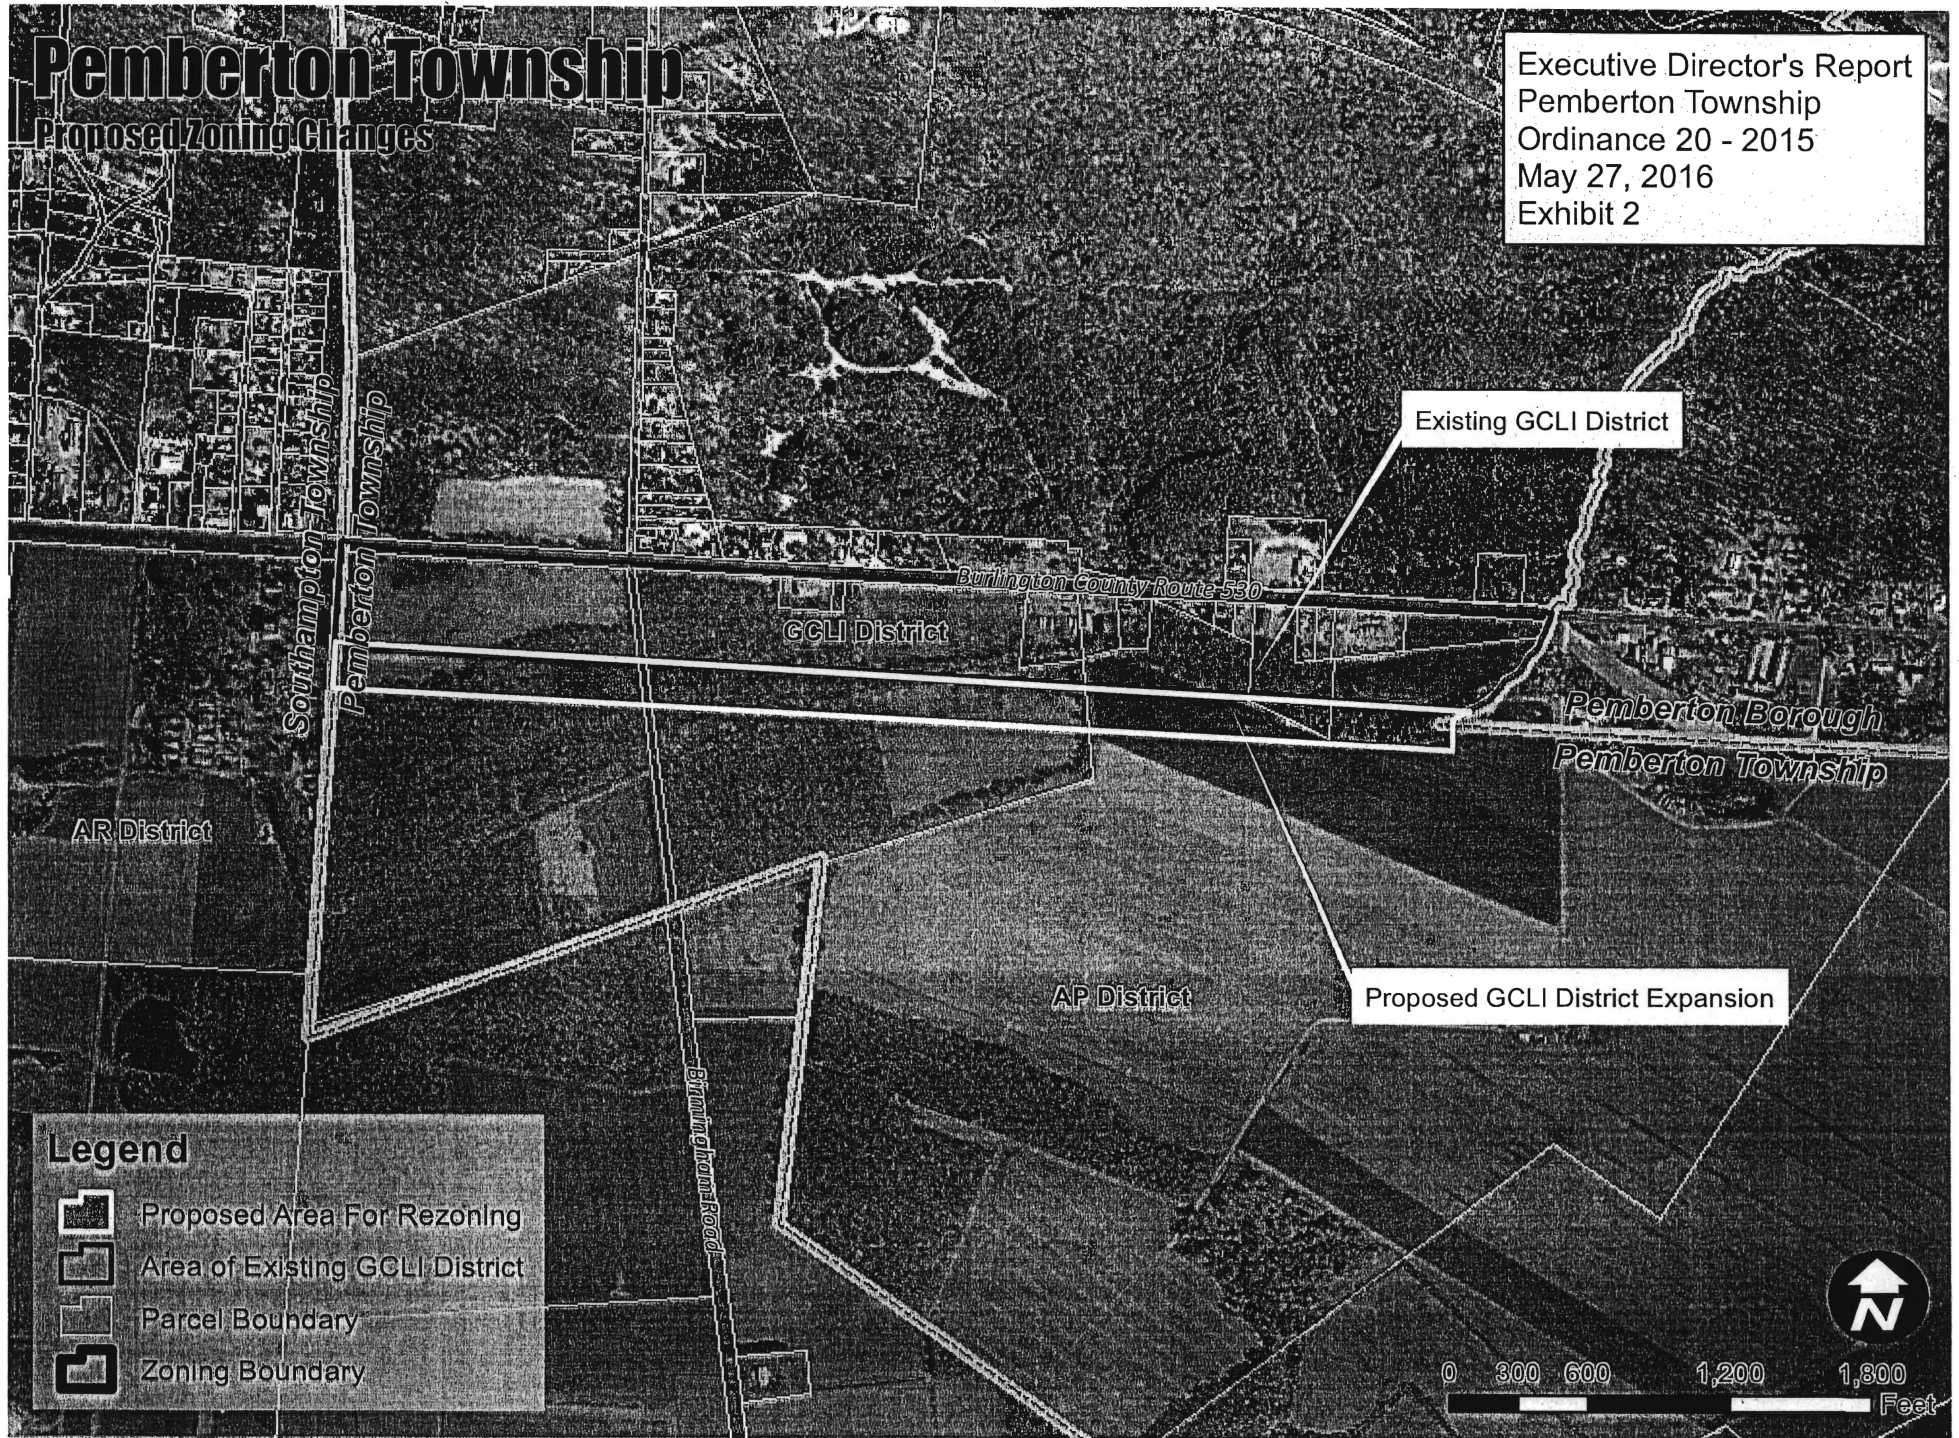 Pemberton Township
Proposed Zoning Changes
Executive Director's Report
Pemberton Township
Ordinance 20 - 2015
May 27, 2016
Exhibit 2
Existing GCLI District
Southampton Township
Pemberton Township
Burlington County Route 530
GCLI District
Pemberton Borough
Pemberton Township
AR District
AP District
Proposed GCLI District Expansion
Birmingham Road
Legend
Proposed Area For Rezoning
Area of Existing GCLI District
Parcel Boundary
Zoning Boundary
N
0 300 600 1,200 1,800
Feet